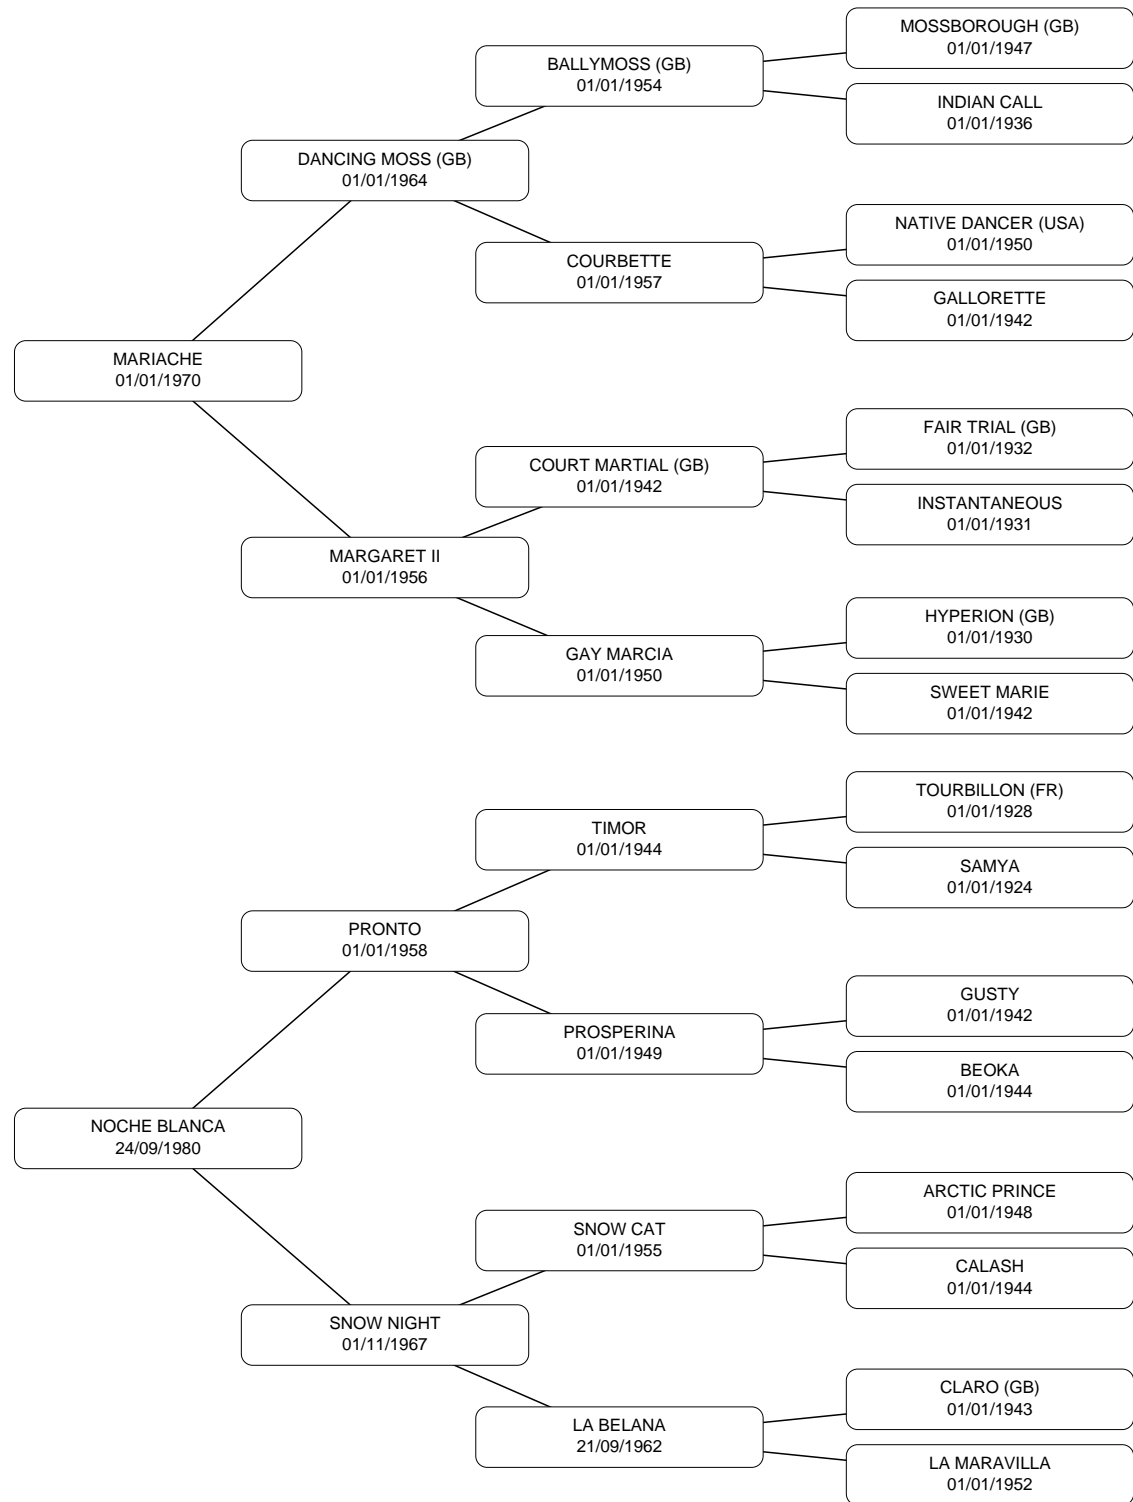 MOSSBOROUGH (GB)
01/01/1947
BALLYMOSS (GB)
01/01/1954
INDIAN CALL
01/01/1936
DANCING MOSS (GB)
01/01/1964
NATIVE DANCER (USA)
01/01/1950
COURBETTE
01/01/1957
GALLORETTE
01/01/1942
MARIACHE
01/01/1970
FAIR TRIAL (GB)
01/01/1932
COURT MARTIAL (GB)
01/01/1942
INSTANTANEOUS
01/01/1931
MARGARET II
01/01/1956
HYPERION (GB)
01/01/1930
GAY MARCIA
01/01/1950
SWEET MARIE
01/01/1942
TOURBILLON (FR)
01/01/1928
TIMOR
01/01/1944
SAMYA
01/01/1924
PRONTO
01/01/1958
GUSTY
01/01/1942
PROSPERINA
01/01/1949
BEOKA
01/01/1944
NOCHE BLANCA
24/09/1980
ARCTIC PRINCE
01/01/1948
SNOW CAT
01/01/1955
CALASH
01/01/1944
SNOW NIGHT
01/11/1967
CLARO (GB)
01/01/1943
LA BELANA
21/09/1962
LA MARAVILLA
01/01/1952